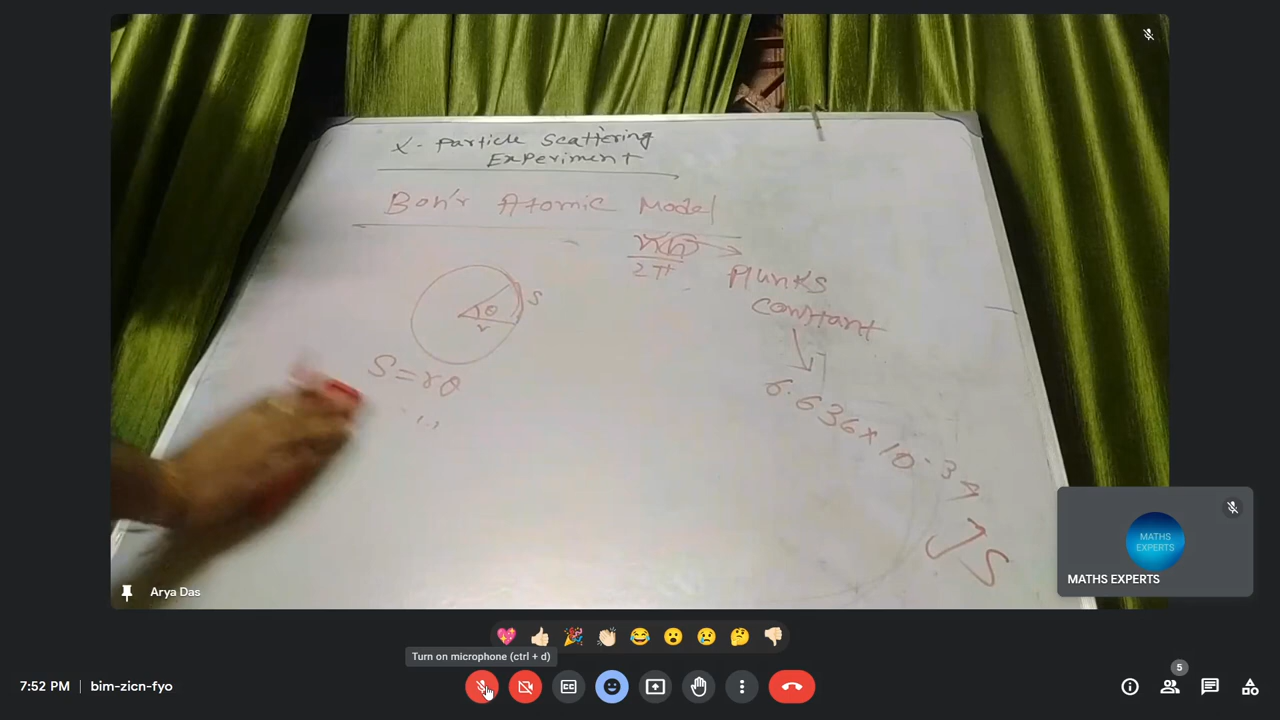 α- Particle Scattering
Experiment
Bohr Atomic Model
nh
2π
Plunks
constant
θ
r
S
S=rθ
6.636×10-34
JS
MATHS
EXPERTS
MATHS EXPERTS
Arya Das
Turn on microphone (ctrl + d)
7:52 PM | bim-zicn-fyo
5